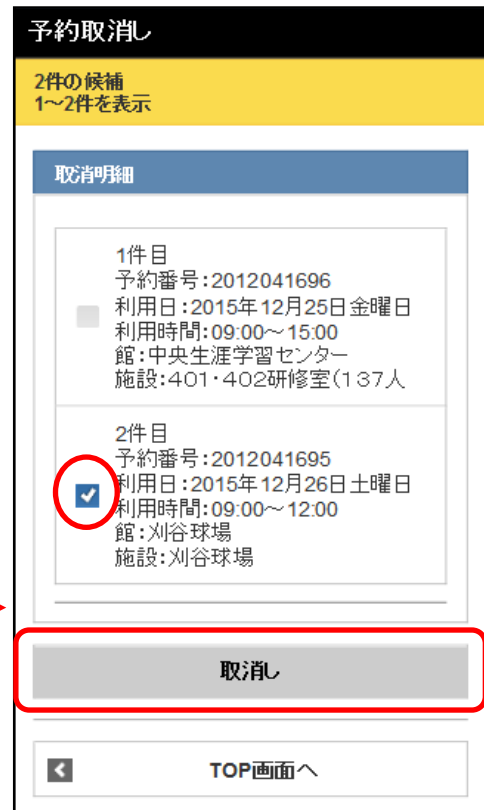 予約取消し
2件の候補
1～2件を表示
取消明細
1件目
予約番号:2012041696
利用日:2015年12月25日金曜日
利用時間:09:00～15:00
館:中央生涯学習センター
施設:401･402研修室(137人
2件目
予約番号:2012041695
利用日:2015年12月26日土曜日
利用時間:09:00～12:00
館:刈谷球場
施設:刈谷球場
取消し
TOP画面へ